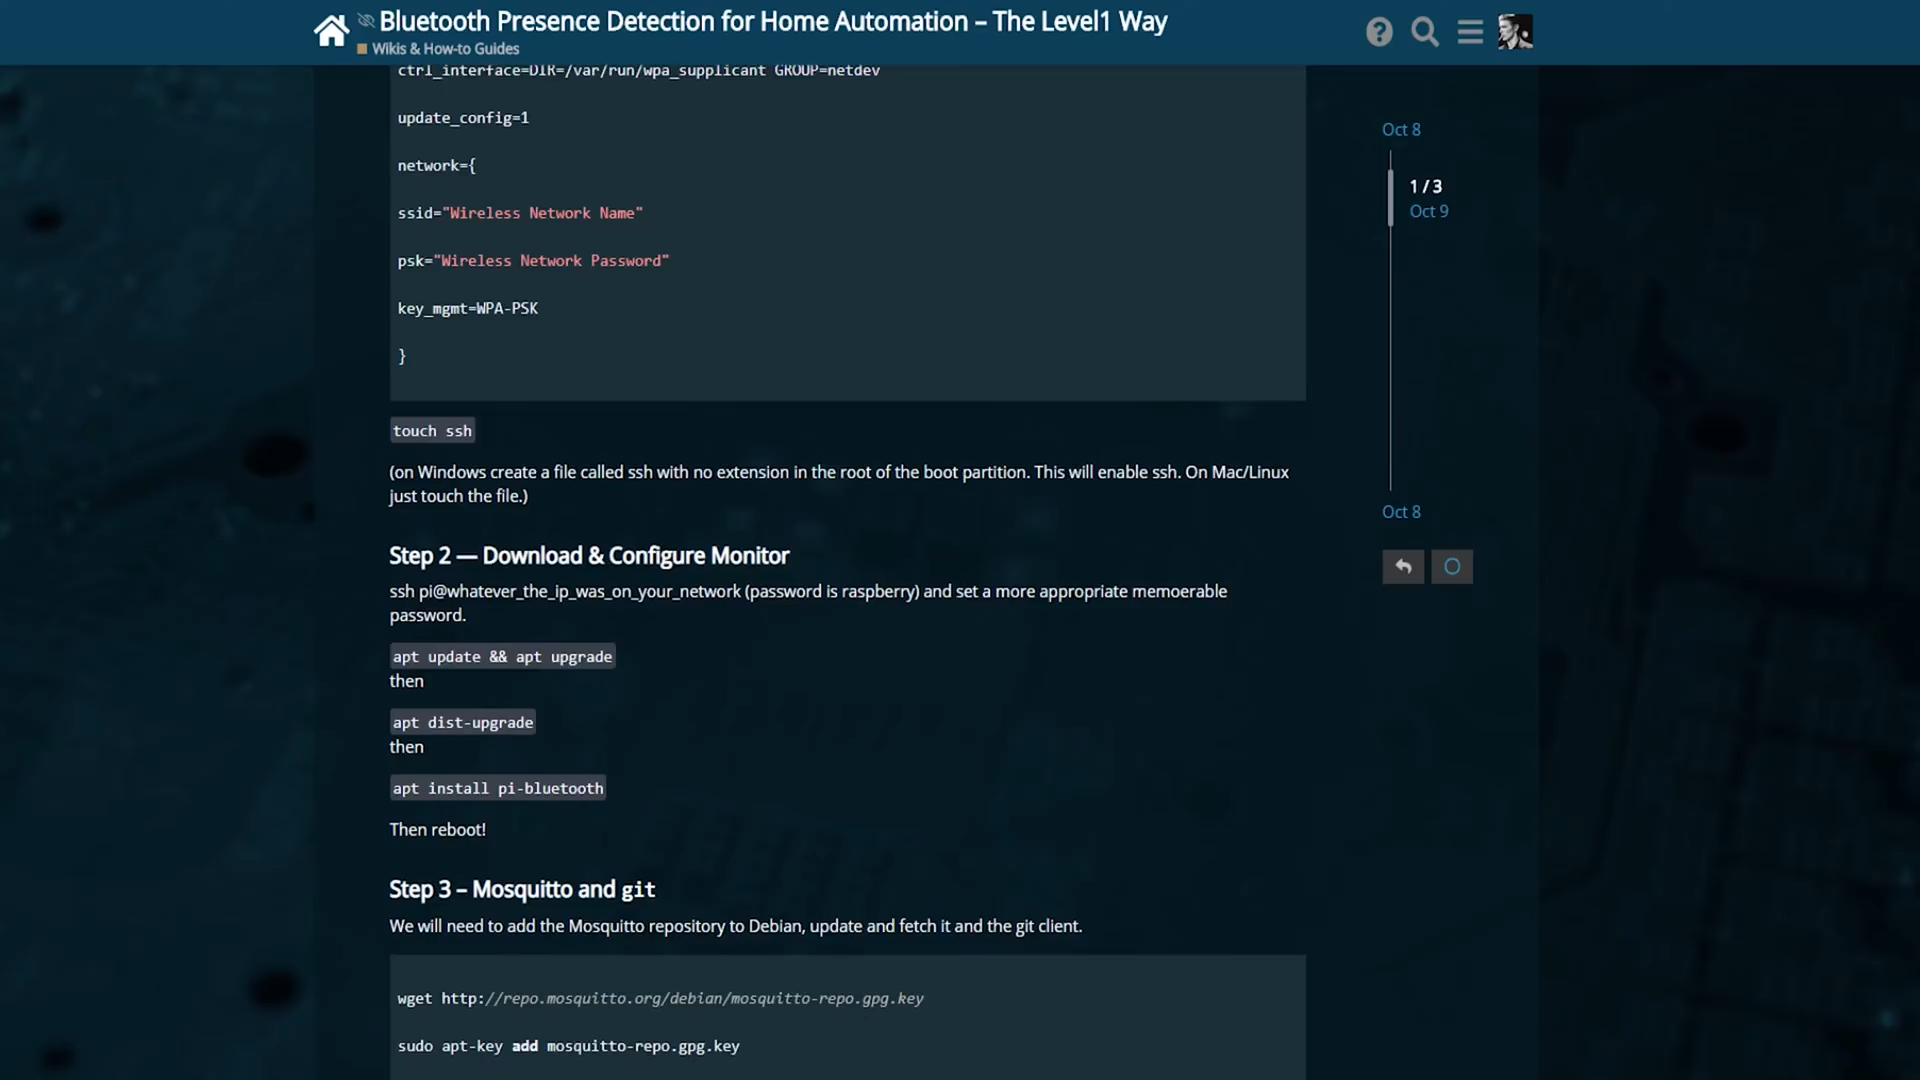 Bluetooth Presence Detection for Home Automation – The Level1 Way
Wikis & How-to Guides
ctrl_interface=DIR=/var/run/wpa_supplicant GROUP=netdev
update_config=1
network={
ssid="Wireless Network Name"
psk="Wireless Network Password"
key_mgmt=WPA-PSK
}
touch ssh
(on Windows create a file called ssh with no extension in the root of the boot partition. This will enable ssh. On Mac/Linux
just touch the file.)
Step 2 — Download & Configure Monitor
ssh pi@whatever_the_ip_was_on_your_network (password is raspberry) and set a more appropriate memoerable
password.
apt update && apt upgrade
then
apt dist-upgrade
then
apt install pi-bluetooth
Then reboot!
Step 3 – Mosquitto and git
We will need to add the Mosquitto repository to Debian, update and fetch it and the git client.
wget http://repo.mosquitto.org/debian/mosquitto-repo.gpg.key
sudo apt-key add mosquitto-repo.gpg.key
Oct 8
1 / 3
Oct 9
Oct 8